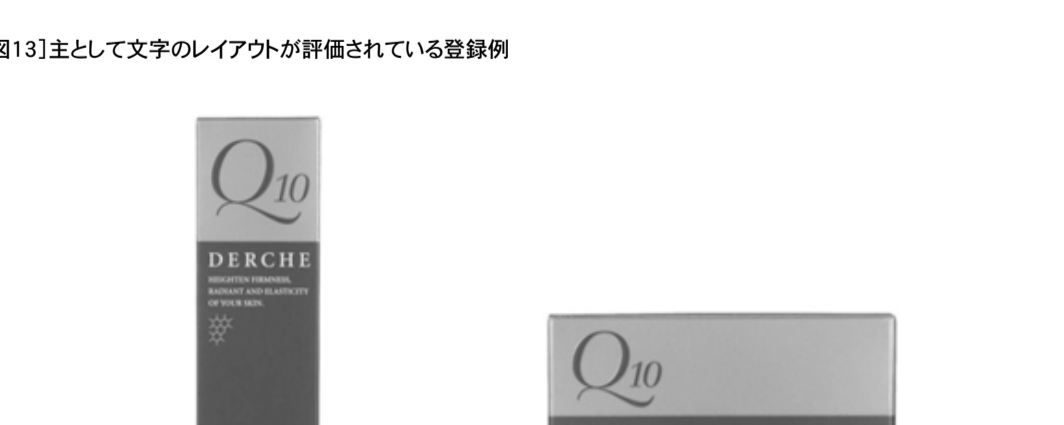 図13]主として文字のレイアウトが評価されている登録例
Q10
DERCHE
HEIGHTEN FIRMNESS,
RADIANT AND ELASTICITY
OF YOUR SKIN.
Q10